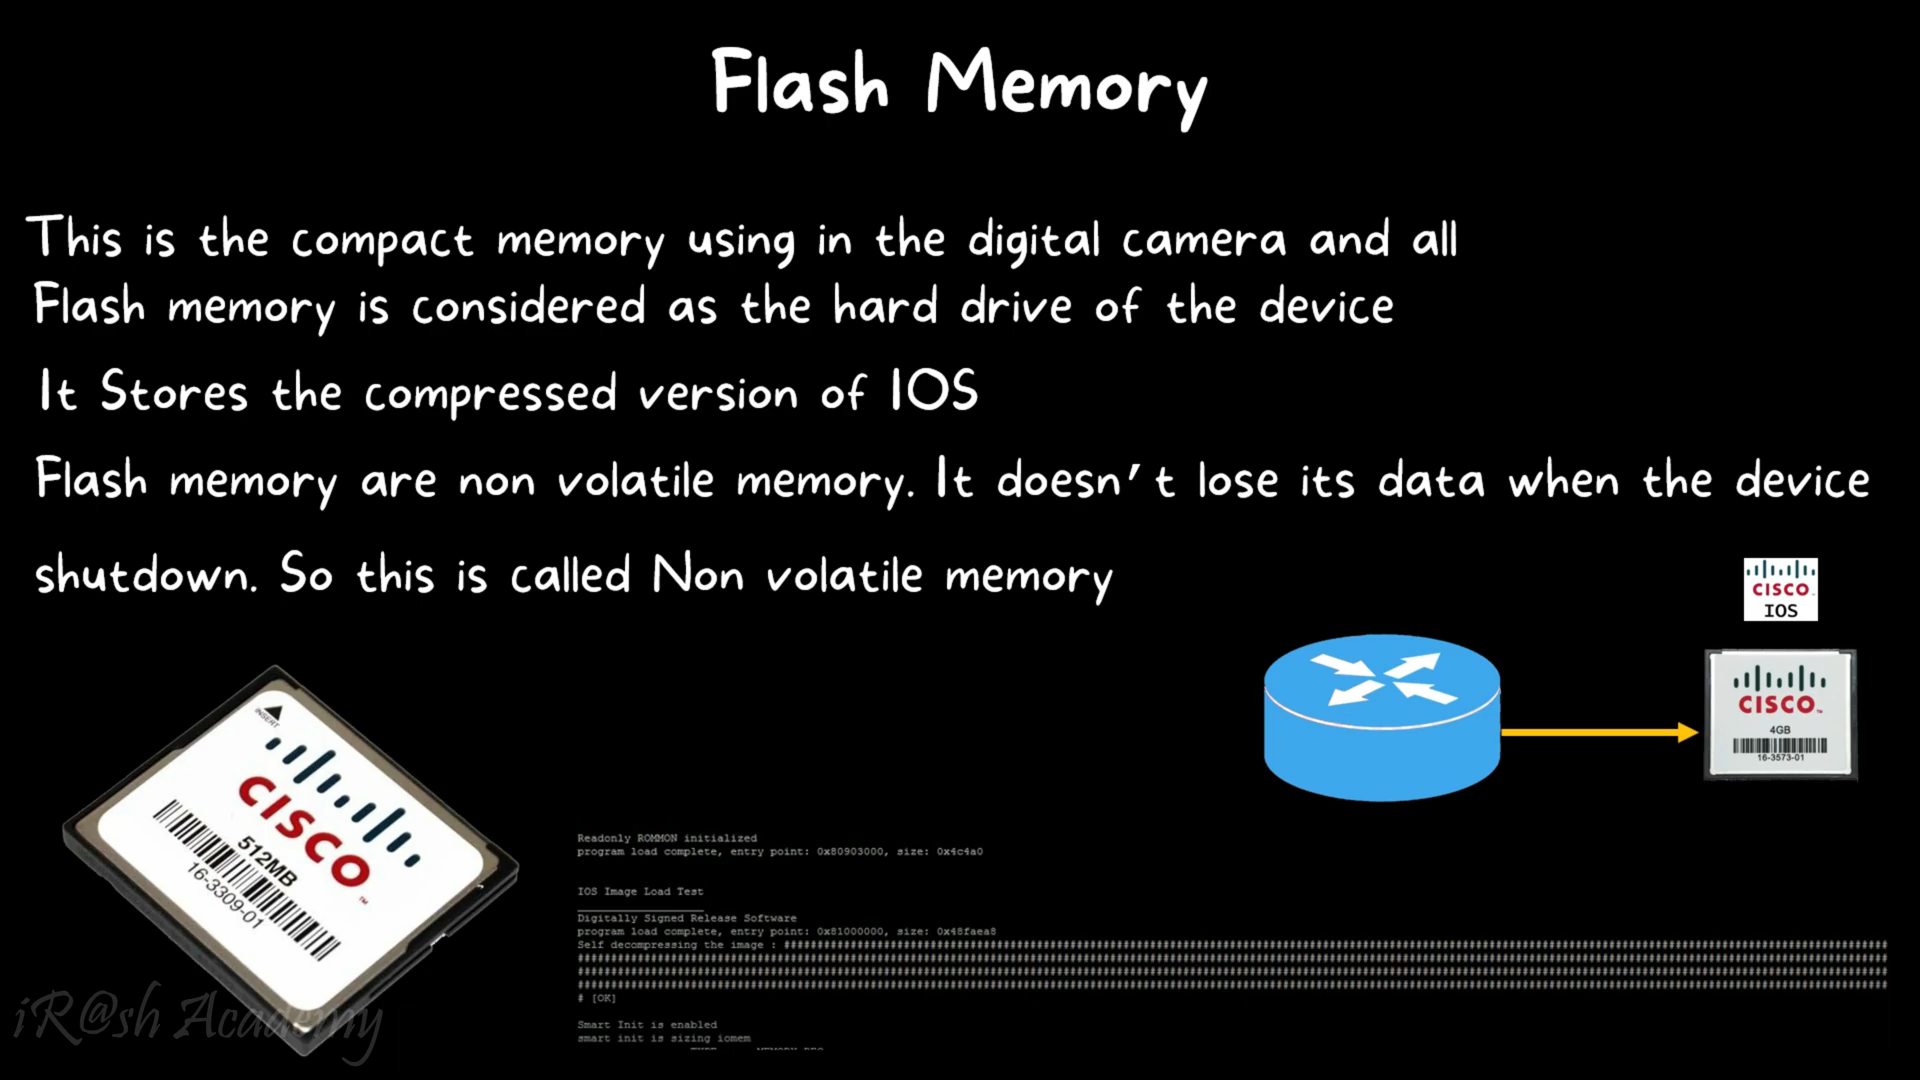 Flash Memory
This is the compact memory using in the digital camera and all
Flash memory is considered as the hard drive of the device
It Stores the compressed version of IOS
Flash memory are non volatile memory. It doesn't lose its data when the device
shutdown. So this is called Non volatile memory
CISCO
IOS
CISCO
4GB
16-3573-01
INSERT
CISCO
512MB
16-3309-01
Readonly ROMMON initialized
program load complete, entry point: 0x80903000, size: 0x4c4a0
IOS Image Load Test
Digitally Signed Release Software
program load complete, entry point: 0x81000000, size: 0x48faea8
Self decompressing the image :
# [OK]
Smart Init is enabled
smart init is sizing iomem
iR@sh Academy